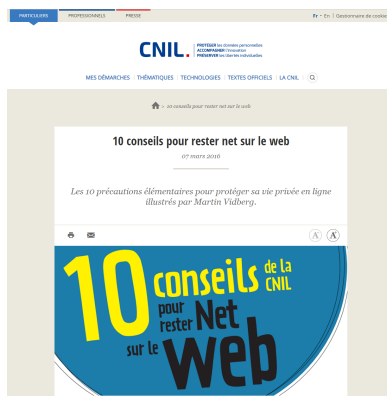 PARTICULIERS PROFESSIONNELS PRESSE Fr • En | Gestionnaire de cookie
CNIL. PROTÉGER les données personnelles
ACCOMPAGNER l'innovation
PRÉSERVER les libertés individuelles
MES DÉMARCHES | THÉMATIQUES | TECHNOLOGIES | TEXTES OFFICIELS | LA CNIL
> 10 conseils pour rester net sur le web
10 conseils pour rester net sur le web
07 mars 2016
Les 10 précautions élémentaires pour protéger sa vie privée en ligne
illustrés par Martin Vidberg.
A- A+
10 conseils de la CNIL
pour rester Net
sur le Web